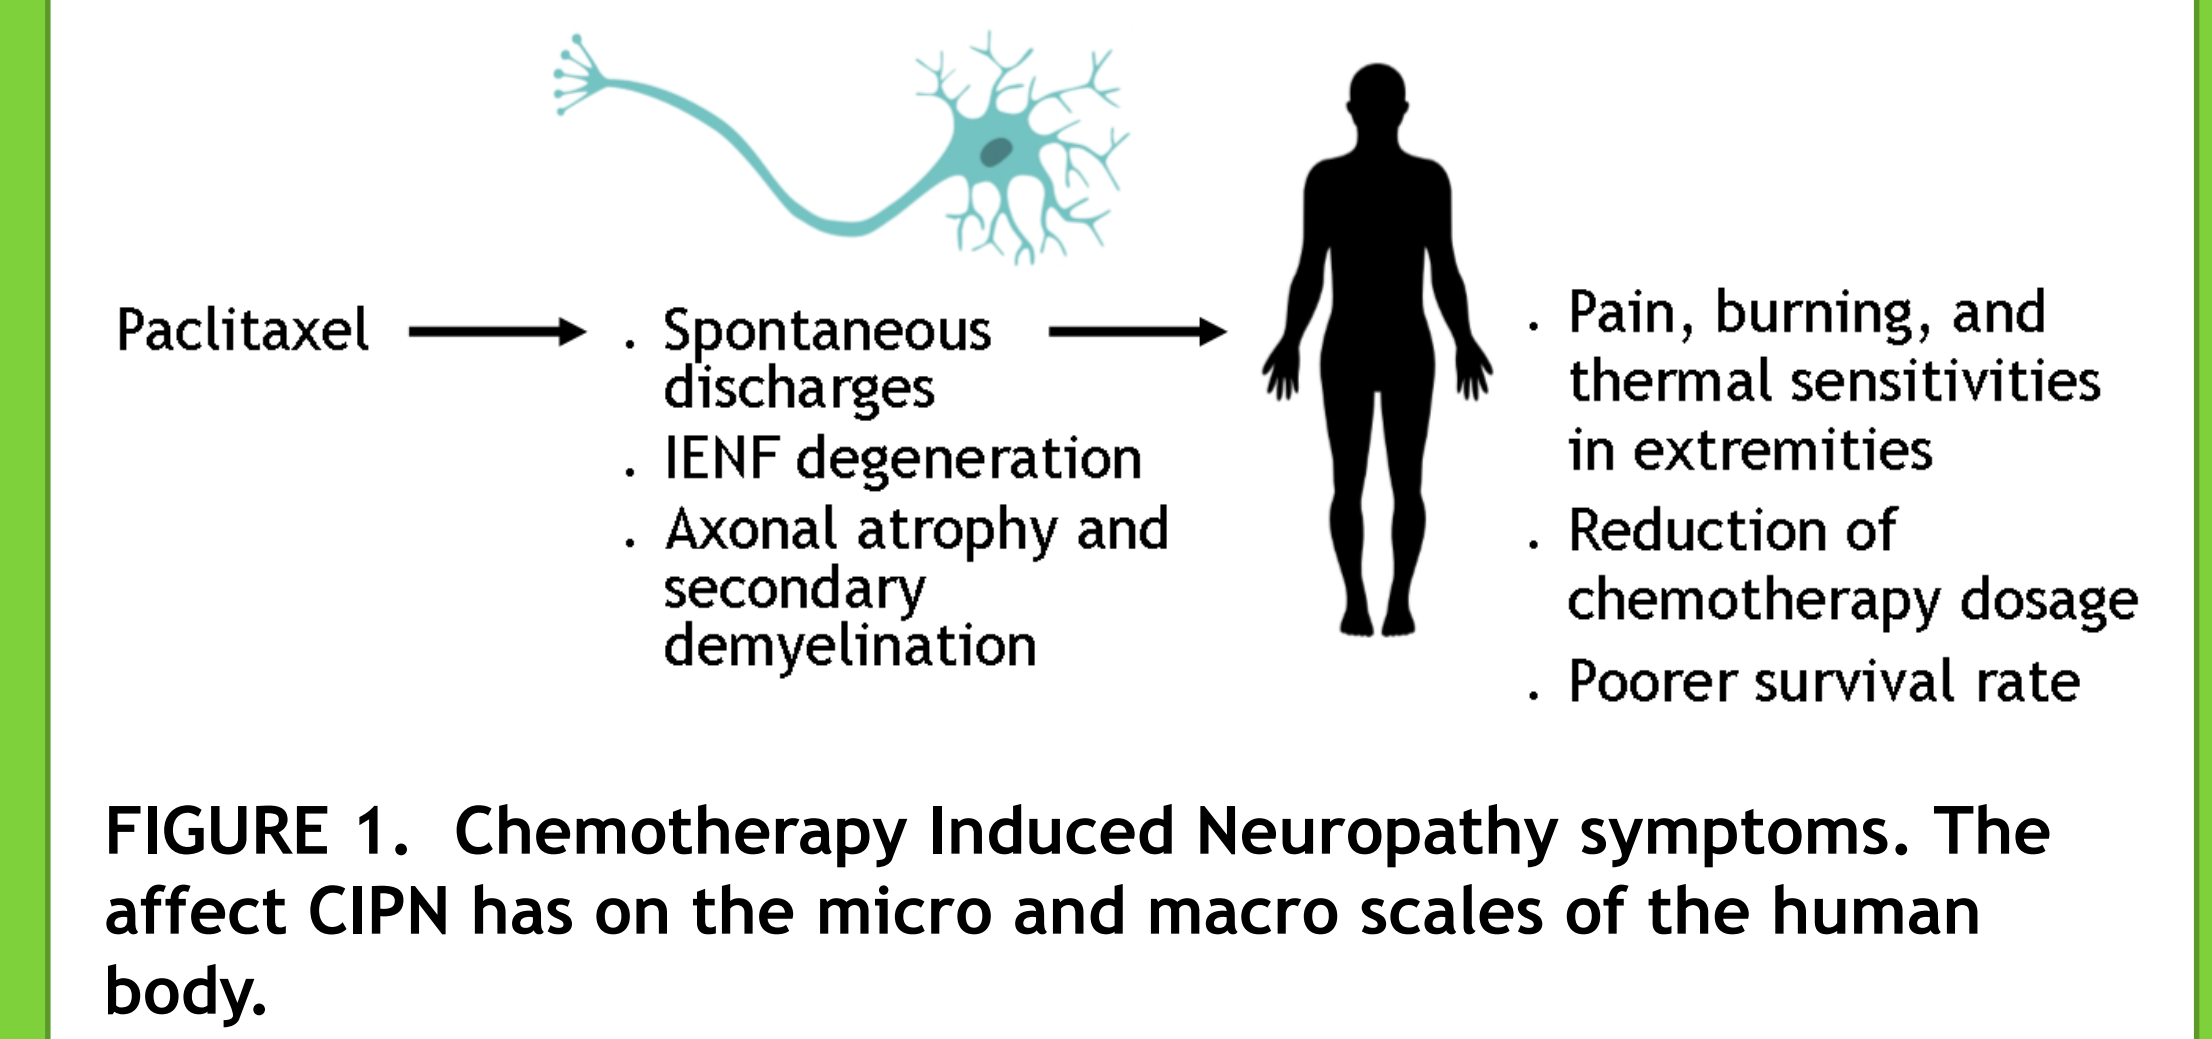 Paclitaxel
. Spontaneous
discharges
. IENF degeneration
. Axonal atrophy and
secondary
demyelination
. Pain, burning, and
thermal sensitivities
in extremities
. Reduction of
chemotherapy dosage
. Poorer survival rate
FIGURE 1. Chemotherapy Induced Neuropathy symptoms. The
affect CIPN has on the micro and macro scales of the human
body.